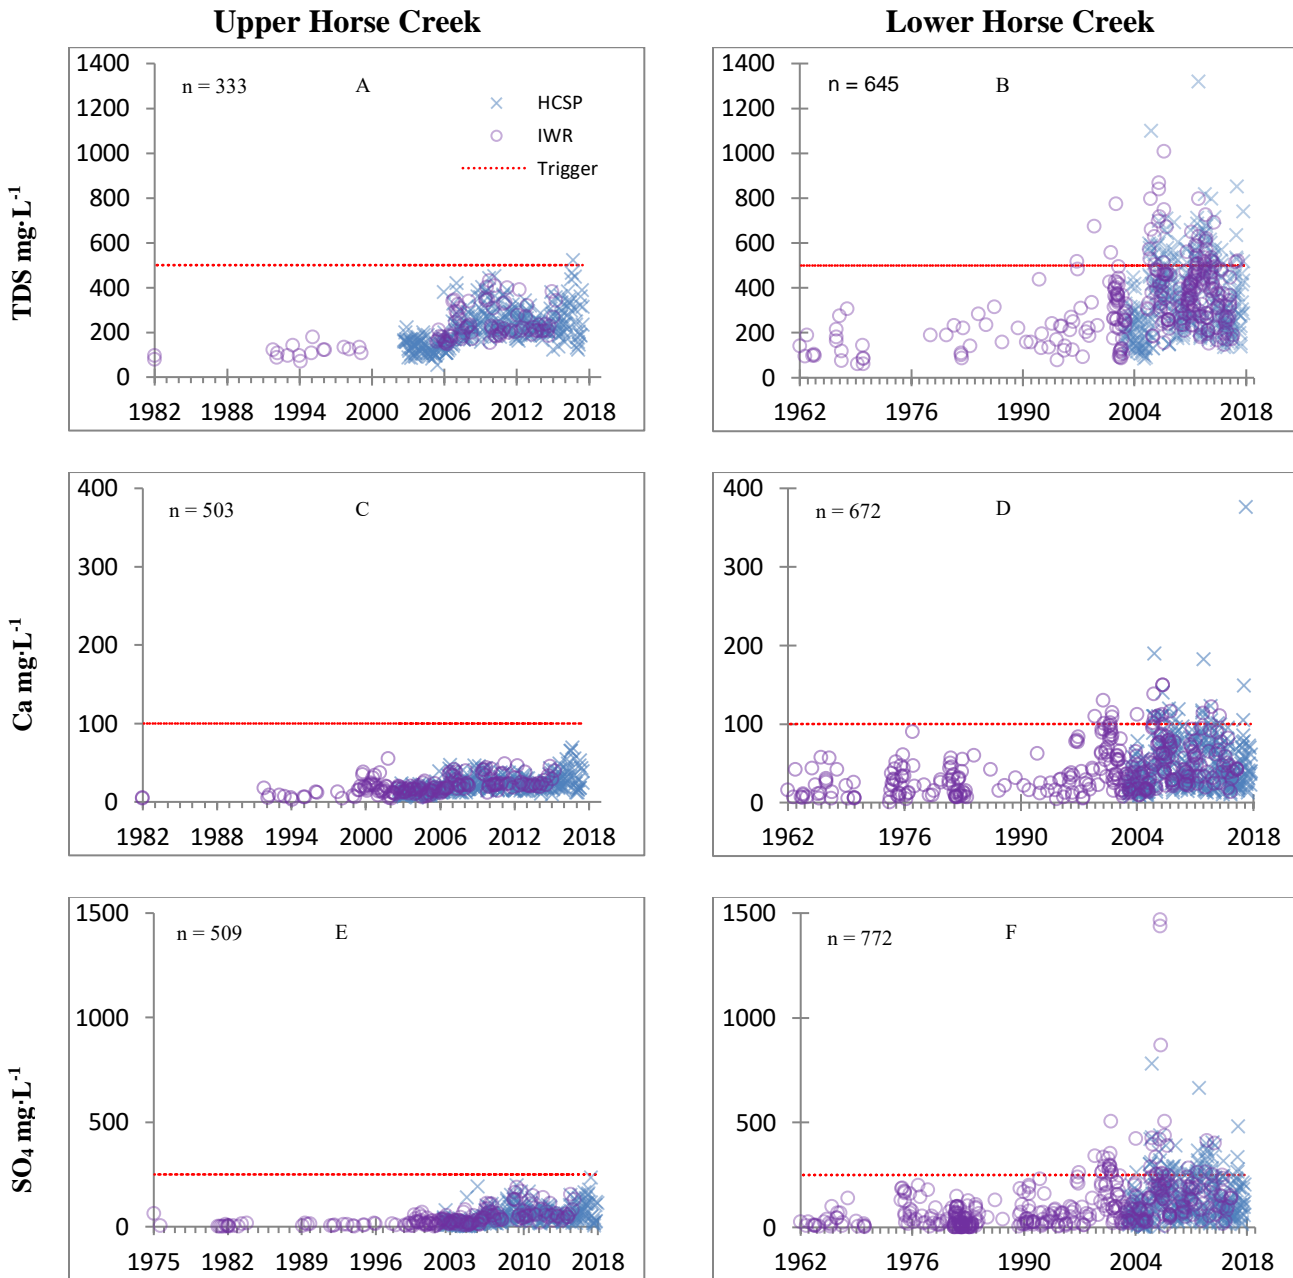 Upper Horse Creek
Lower Horse Creek
TDS mg·L-1
1400
1200
1000
800
600
400
200
0
n = 333
A
HCSP
IWR
Trigger
1982 1988 1994 2000 2006 2012 2018
1400
1200
1000
800
600
400
200
0
n = 645
B
1962 1976 1990 2004 2018
Ca mg·L-1
400
300
200
100
0
n = 503
C
1982 1988 1994 2000 2006 2012 2018
400
300
200
100
0
n = 672
D
1962 1976 1990 2004 2018
SO4 mg·L-1
1500
1000
500
0
n = 509
E
1975 1982 1989 1996 2003 2010 2018
1500
1000
500
0
n = 772
F
1962 1976 1990 2004 2018